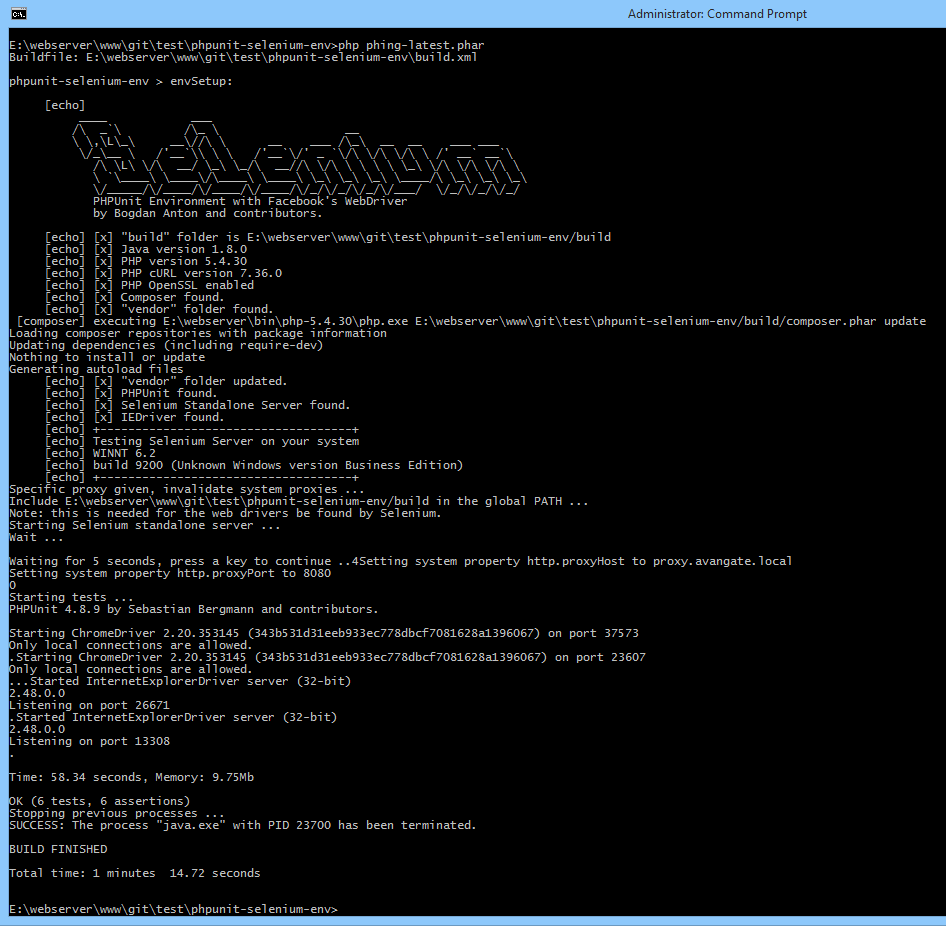 Administrator: Command Prompt
E:\webserver\www\git\test\phpunit-selenium-env>php phing-latest.phar
Buildfile: E:\webserver\www\git\test\phpunit-selenium-env\build.xml
phpunit-selenium-env > envSetup:
[echo]
PHPUnit Environment with Facebook's WebDriver
by Bogdan Anton and contributors.
[echo] [x] "build" folder is E:\webserver\www\git\test\phpunit-selenium-env/build
[echo] [x] Java version 1.8.0
[echo] [x] PHP version 5.4.30
[echo] [x] PHP cURL version 7.36.0
[echo] [x] PHP OpenSSL enabled
[echo] [x] Composer found.
[echo] [x] "vendor" folder found.
[composer] executing E:\webserver\bin\php-5.4.30\php.exe E:\webserver\www\git\test\phpunit-selenium-env/build/composer.phar update
Loading composer repositories with package information
Updating dependencies (including require-dev)
Nothing to install or update
Generating autoload files
[echo] [x] "vendor" folder updated.
[echo] [x] PHPUnit found.
[echo] [x] Selenium Standalone Server found.
[echo] [x] IEDriver found.
[echo] +-----------------------------------+
[echo] Testing Selenium Server on your system
[echo] WINNT 6.2
[echo] build 9200 (Unknown Windows version Business Edition)
[echo] +-----------------------------------+
Specific proxy given, invalidate system proxies ...
Include E:\webserver\www\git\test\phpunit-selenium-env/build in the global PATH ...
Note: this is needed for the web drivers be found by Selenium.
Starting Selenium standalone server ...
Wait ...
Waiting for 5 seconds, press a key to continue ..4Setting system property http.proxyHost to proxy.avangate.local
Setting system property http.proxyPort to 8080
0
Starting tests ...
PHPUnit 4.8.9 by Sebastian Bergmann and contributors.
Starting ChromeDriver 2.20.353145 (343b531d31eeb933ec778dbcf7081628a1396067) on port 37573
Only local connections are allowed.
.Starting ChromeDriver 2.20.353145 (343b531d31eeb933ec778dbcf7081628a1396067) on port 23607
Only local connections are allowed.
...Started InternetExplorerDriver server (32-bit)
2.48.0.0
Listening on port 26671
.Started InternetExplorerDriver server (32-bit)
2.48.0.0
Listening on port 13308
.
Time: 58.34 seconds, Memory: 9.75Mb
OK (6 tests, 6 assertions)
Stopping previous processes ...
SUCCESS: The process "java.exe" with PID 23700 has been terminated.
BUILD FINISHED
Total time: 1 minutes  14.72 seconds
E:\webserver\www\git\test\phpunit-selenium-env>